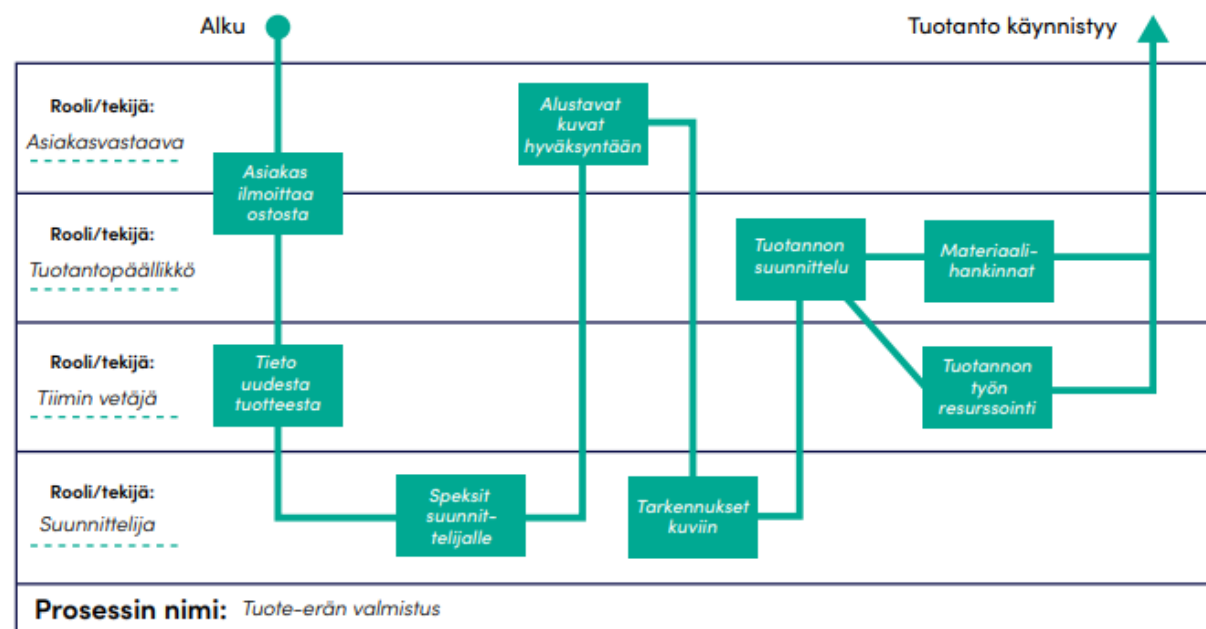 Alku
Tuotanto käynnistyy
Rooli/tekijä:
Asiakasvastaava
Asiakas
ilmoittaa
ostosta
Alustavat
kuvat
hyväksyntään
Rooli/tekijä:
Tuotantopäällikkö
Tuotannon
suunnittelu
Materiaali-
hankinnat
Rooli/tekijä:
Tiimin vetäjä
Tieto
uudesta
tuotteesta
Tuotannon
työn
resurssointi
Rooli/tekijä:
Suunnittelija
Speksit
suunnit-
telijalle
Tarkennukset
kuviin
Prosessin nimi: Tuote-erän valmistus